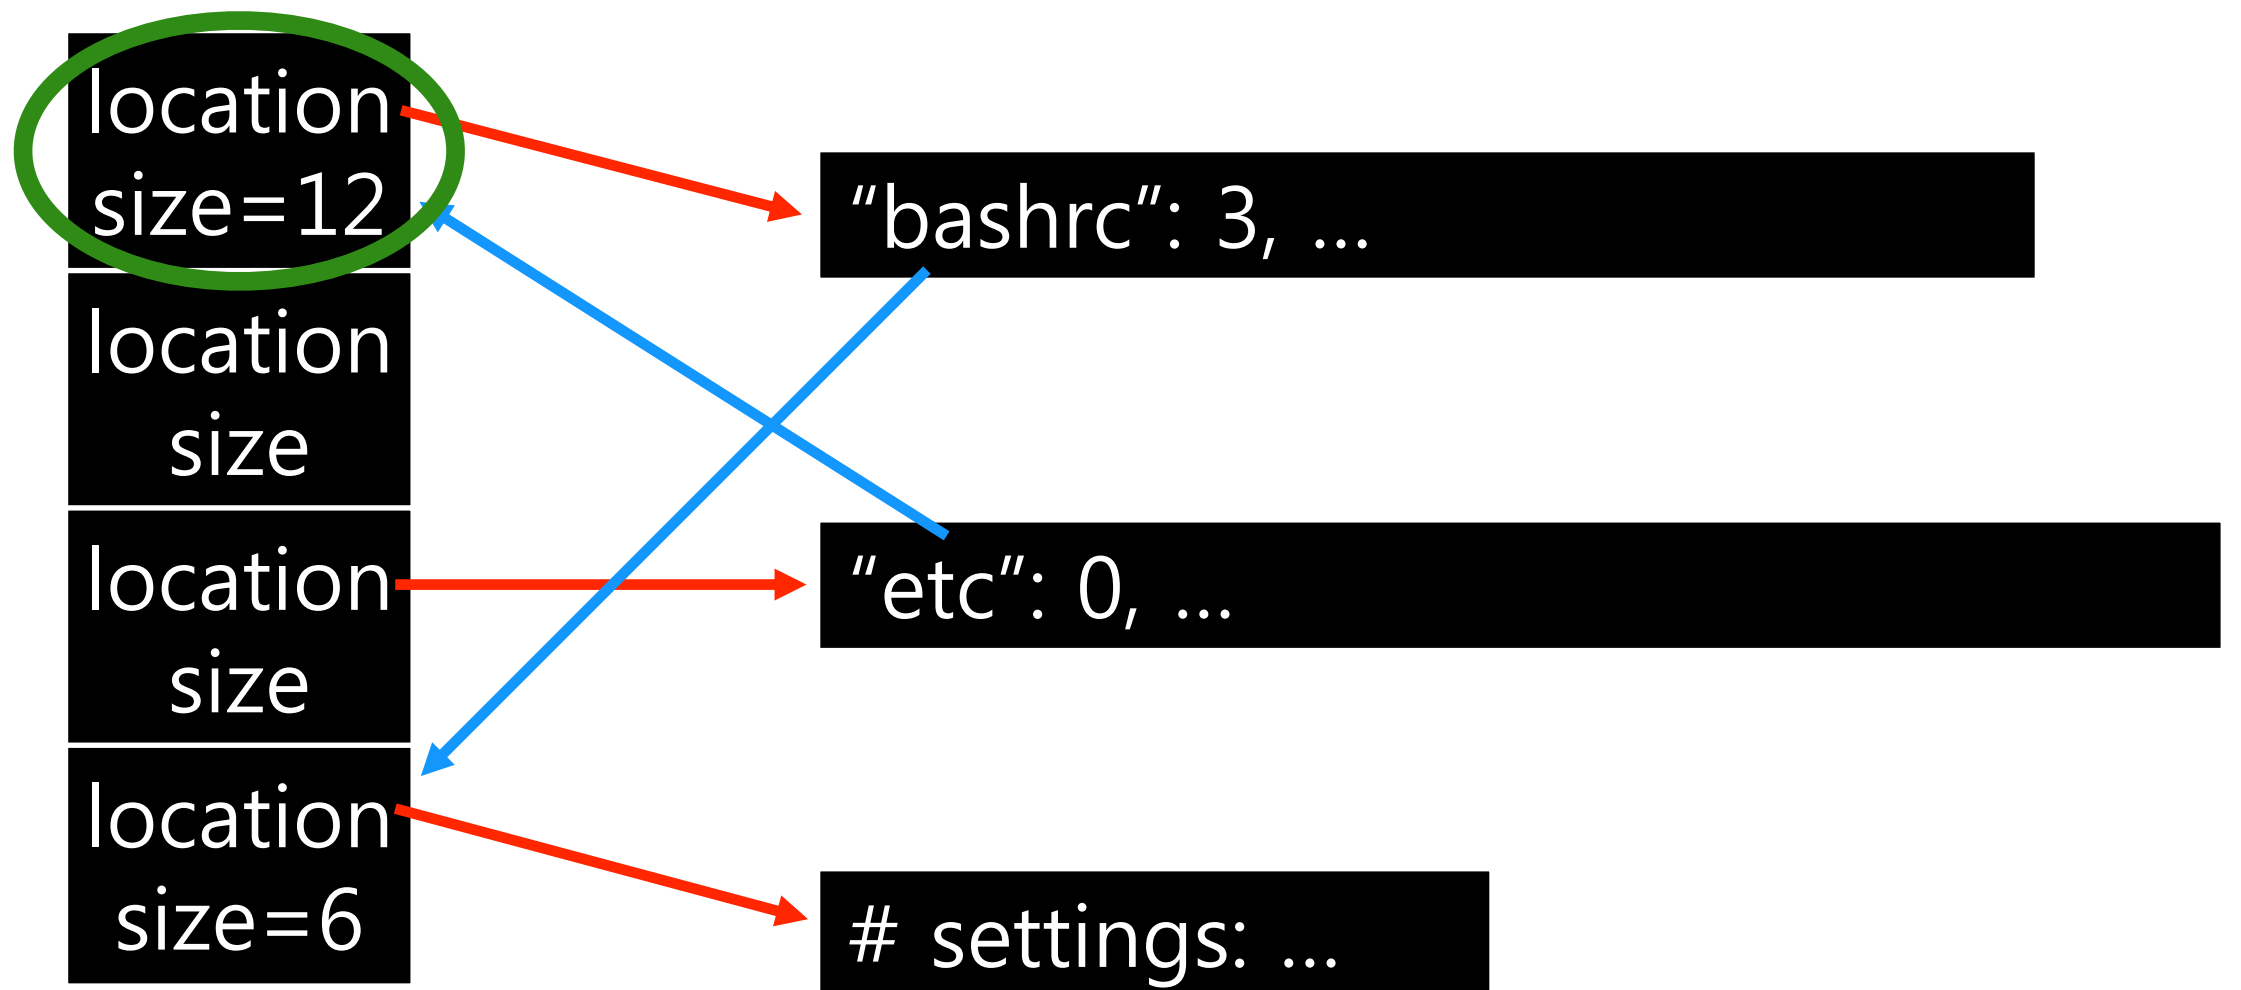 location
size=12
location
size
location
size
location
size=6
“bashrc”: 3, …
“etc”: 0, …
# settings: …